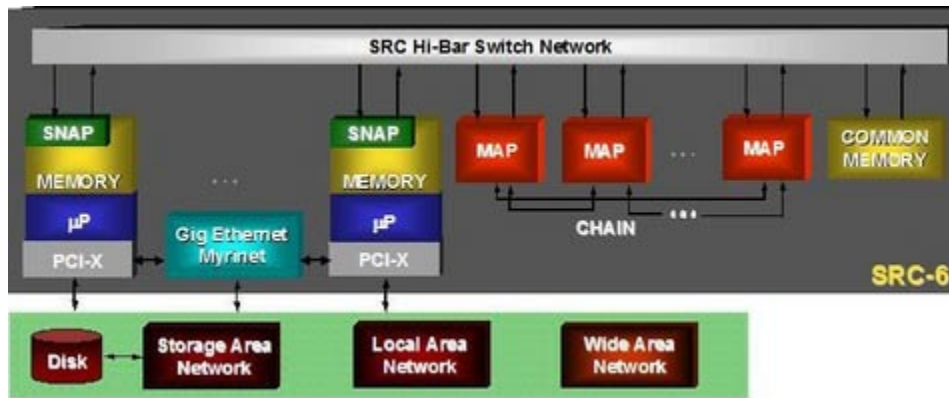 SRC Hi-Bar Switch Network
SNAP
MEMORY
µP
PCI-X
Gig Ethernet
Myrinet
SNAP
MEMORY
µP
PCI-X
MAP
MAP
MAP
COMMON
MEMORY
CHAIN
SRC-6
Disk
Storage Area
Network
Local Area
Network
Wide Area
Network